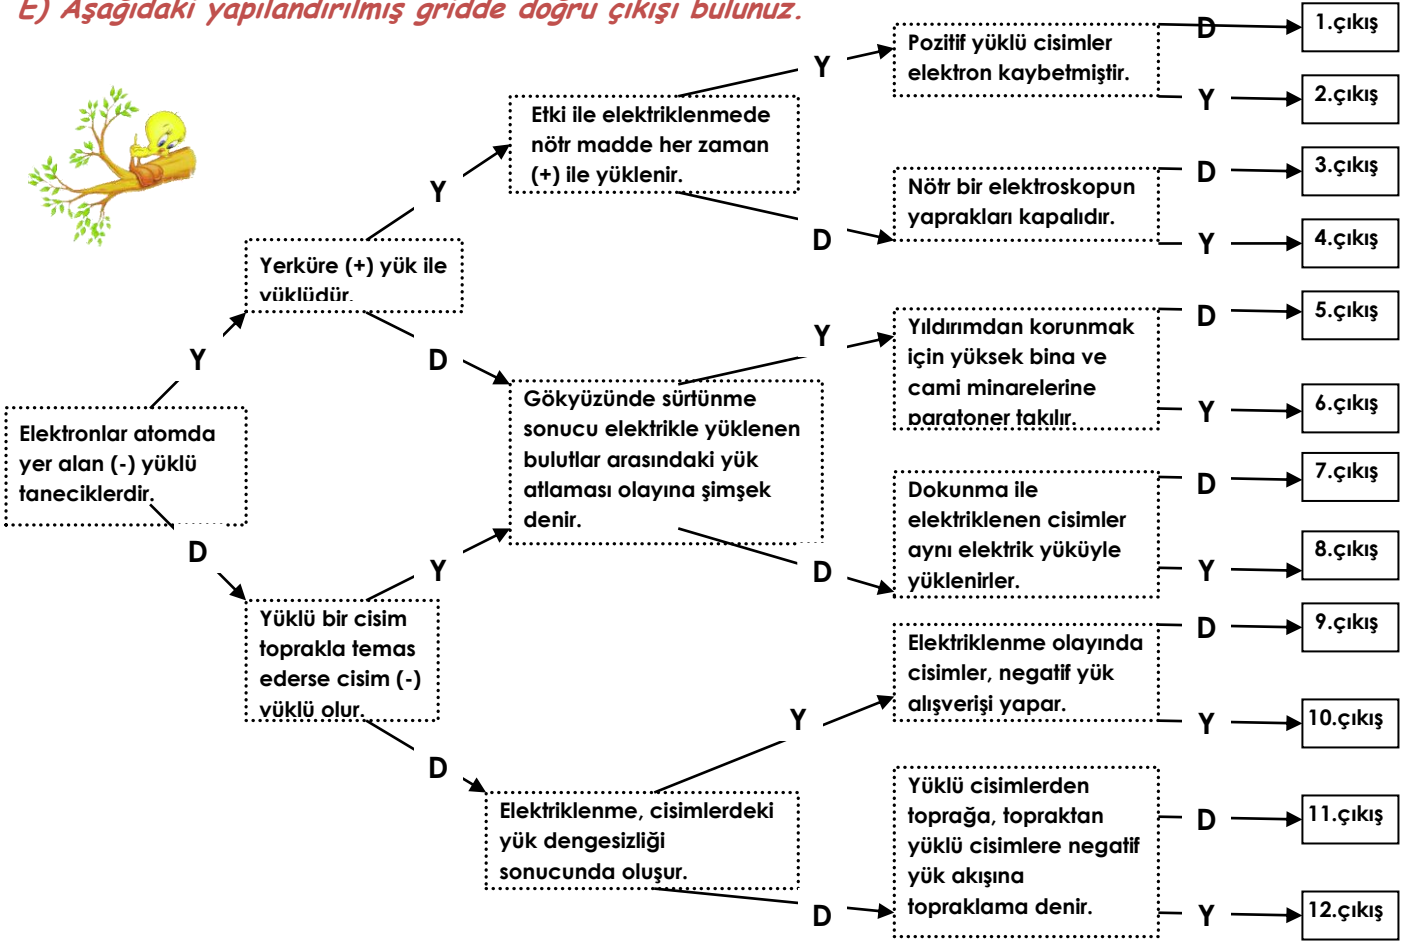 E) Aşağıdaki yapılandırılmış gridde doğru çıkışı bulunuz.
Elektronlar atomda
yer alan (-) yüklü
taneciklerdir.
Y
D
Yerküre (+) yük ile
yüklüdür.
Y
D
Yüklü bir cisim
toprakla temas
ederse cisim (-)
yüklü olur.
Y
D
Etki ile elektriklenmede
nötr madde her zaman
(+) ile yüklenir.
Y
D
Gökyüzünde sürtünme
sonucu elektrikle yüklenen
bulutlar arasındaki yük
atlaması olayına şimşek
denir.
Y
D
Elektriklenme, cisimlerdeki
yük dengesizliği
sonucunda oluşur.
Y
D
Pozitif yüklü cisimler
elektron kaybetmiştir.
D
1.çıkış
Y
2.çıkış
Nötr bir elektroskopun
yaprakları kapalıdır.
D
3.çıkış
Y
4.çıkış
Yıldırımdan korunmak
için yüksek bina ve
cami minarelerine
paratoner takılır.
D
5.çıkış
Y
6.çıkış
Dokunma ile
elektriklenen cisimler
aynı elektrik yüküyle
yüklenirler.
D
7.çıkış
Y
8.çıkış
Elektriklenme olayında
cisimler, negatif yük
alışverişi yapar.
D
9.çıkış
Y
10.çıkış
Yüklü cisimlerden
toprağa, topraktan
yüklü cisimlere negatif
yük akışına
topraklama denir.
D
11.çıkış
Y
12.çıkış